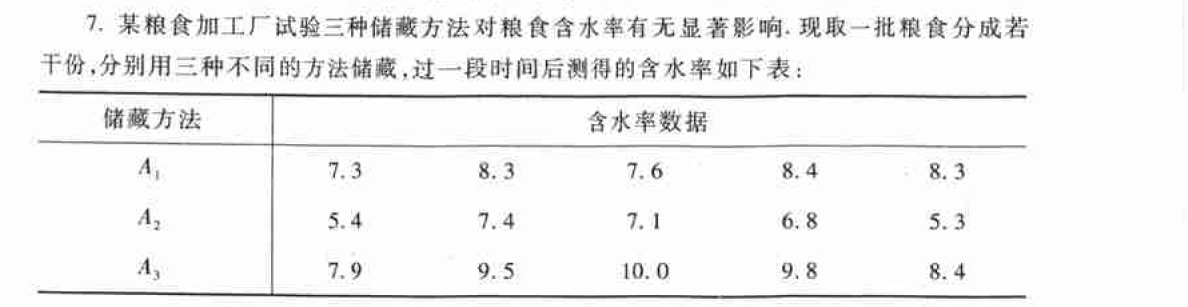 7. 某粮食加工厂试验三种储藏方法对粮食含水率有无显著影响. 现取一批粮食分成若
干份,分别用三种不同的方法储藏,过一段时间后测得的含水率如下表:
储藏方法 含水率数据
A₁ 7.3 8.3 7.6 8.4 8.3
A₂ 5.4 7.4 7.1 6.8 5.3
A₃ 7.9 9.5 10.0 9.8 8.4